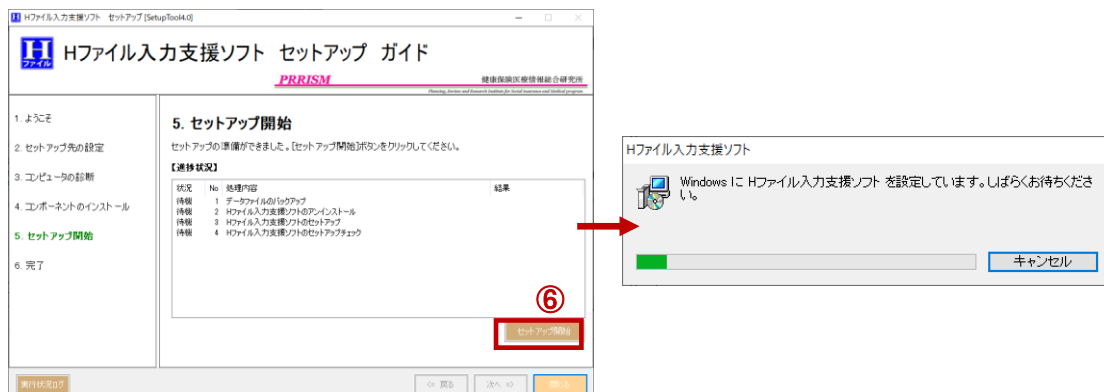 Hファイル入力支援ソフト　セットアップ [SetupTool4.0]
H
ファイル
Hファイル入力支援ソフト　セットアップ　ガイド
PRRISM
健康保険医療情報総合研究所
Planning, Review and Research Institute for Social insurance and Medical program
1. ようこそ
2. セットアップ先の設定
3. コンピュータの診断
4. コンポーネントのインストール
5. セットアップ開始
6. 完了
5. セットアップ開始
セットアップの準備ができました。[セットアップ開始]ボタンをクリックしてください。
【進捗状況】
状況 No 処理内容 結果
待機 1 データファイルのバックアップ
待機 2 Hファイル入力支援ソフトのアンインストール
待機 3 Hファイル入力支援ソフトのセットアップ
待機 4 Hファイル入力支援ソフトのセットアップチェック
⑥
セットアップ開始
実行状況ログ
<= 戻る
次へ =>
閉じる
Hファイル入力支援ソフト
Windows に Hファイル入力支援ソフト を設定しています。しばらくお待ちくださ
い。
キャンセル